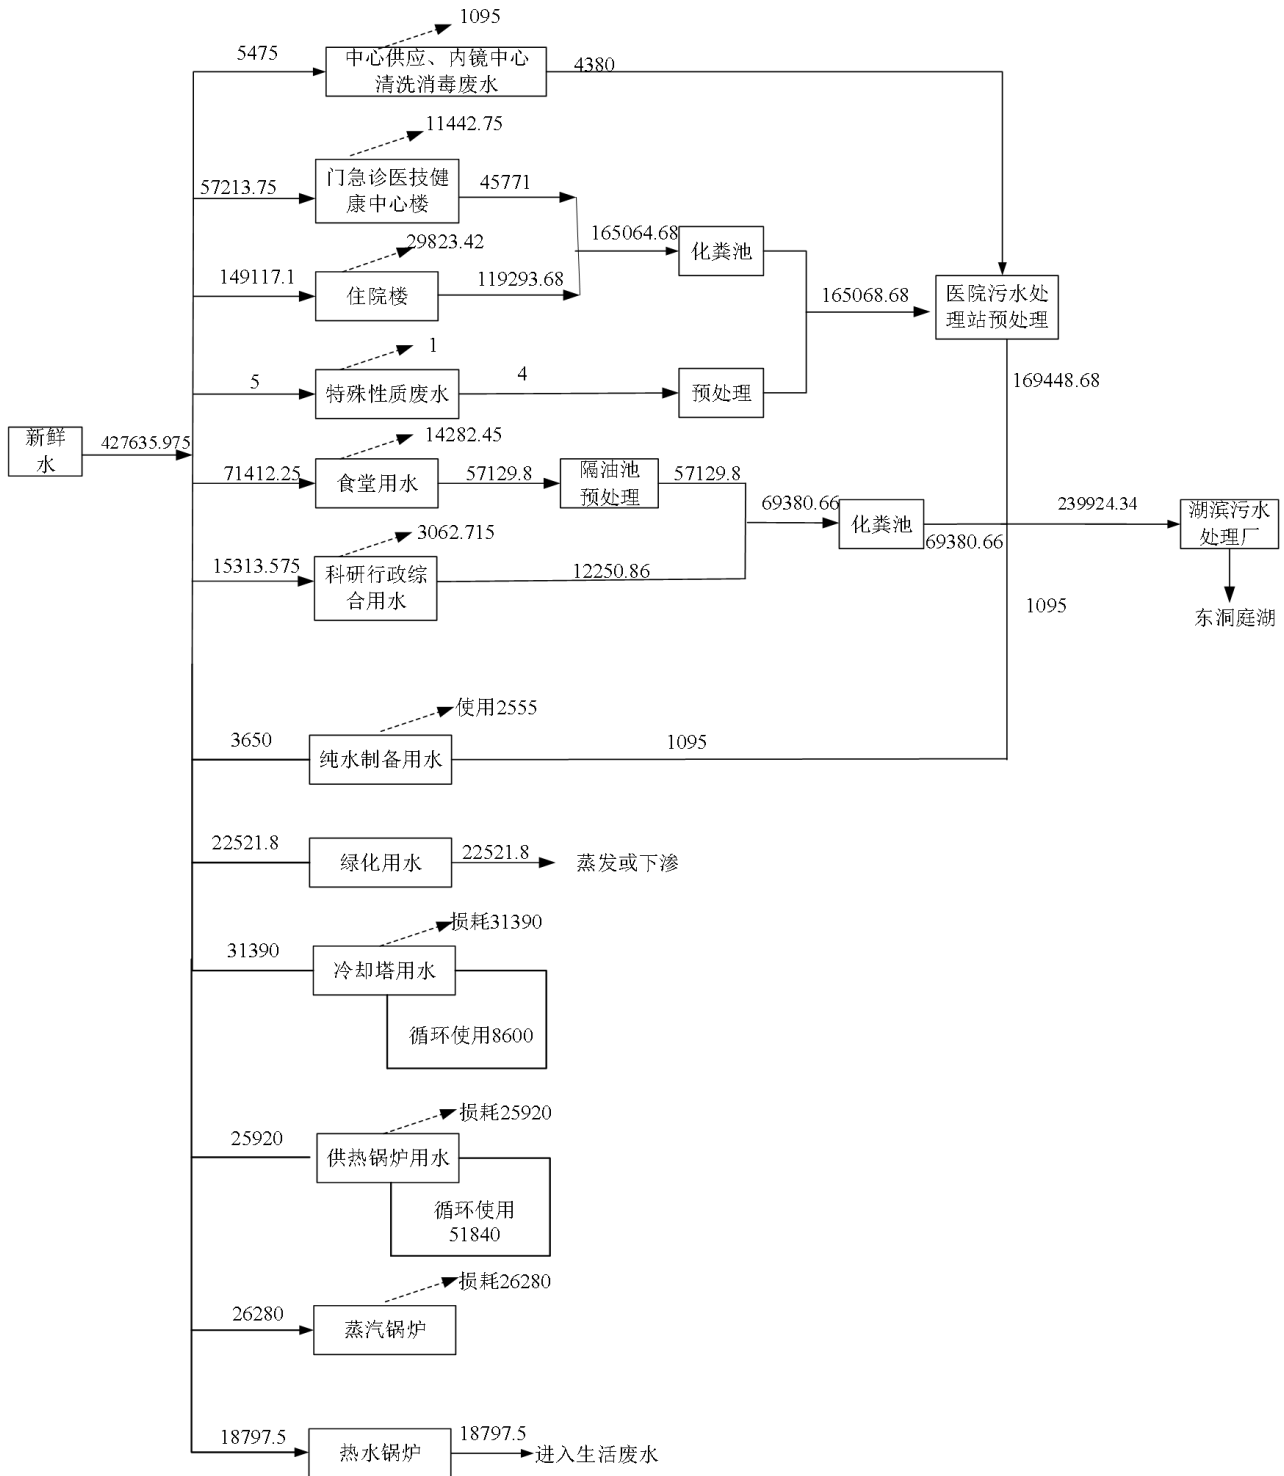 1095
5475
中心供应、内镜中心
清洗消毒废水
4380
11442.75
57213.75
门急诊医技健
康中心楼
45771
29823.42
165064.68
化粪池
149117.1
住院楼
119293.68
165068.68
医院污水处
理站预处理
1
5
特殊性质废水
4
预处理
169448.68
新鲜
水
427635.975
14282.45
71412.25
食堂用水
57129.8
隔油池
预处理
57129.8
69380.66
化粪池
69380.66
239924.34
湖滨污水
处理厂
3062.715
15313.575
科研行政综
合用水
12250.86
1095
东洞庭湖
使用2555
3650
纯水制备用水
1095
22521.8
绿化用水
22521.8
蒸发或下渗
损耗31390
31390
冷却塔用水
循环使用8600
损耗25920
25920
供热锅炉用水
循环使用
51840
损耗26280
26280
蒸汽锅炉
18797.5
热水锅炉
18797.5
进入生活废水